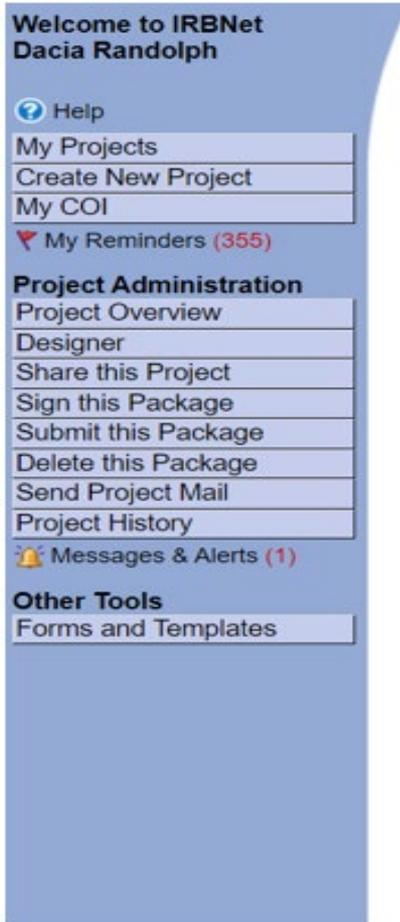 Welcome to IRBNet
Dacia Randolph
? Help
My Projects
Create New Project
My COI
My Reminders (355)
Project Administration
Project Overview
Designer
Share this Project
Sign this Package
Submit this Package
Delete this Package
Send Project Mail
Project History
Messages & Alerts (1)
Other Tools
Forms and Templates